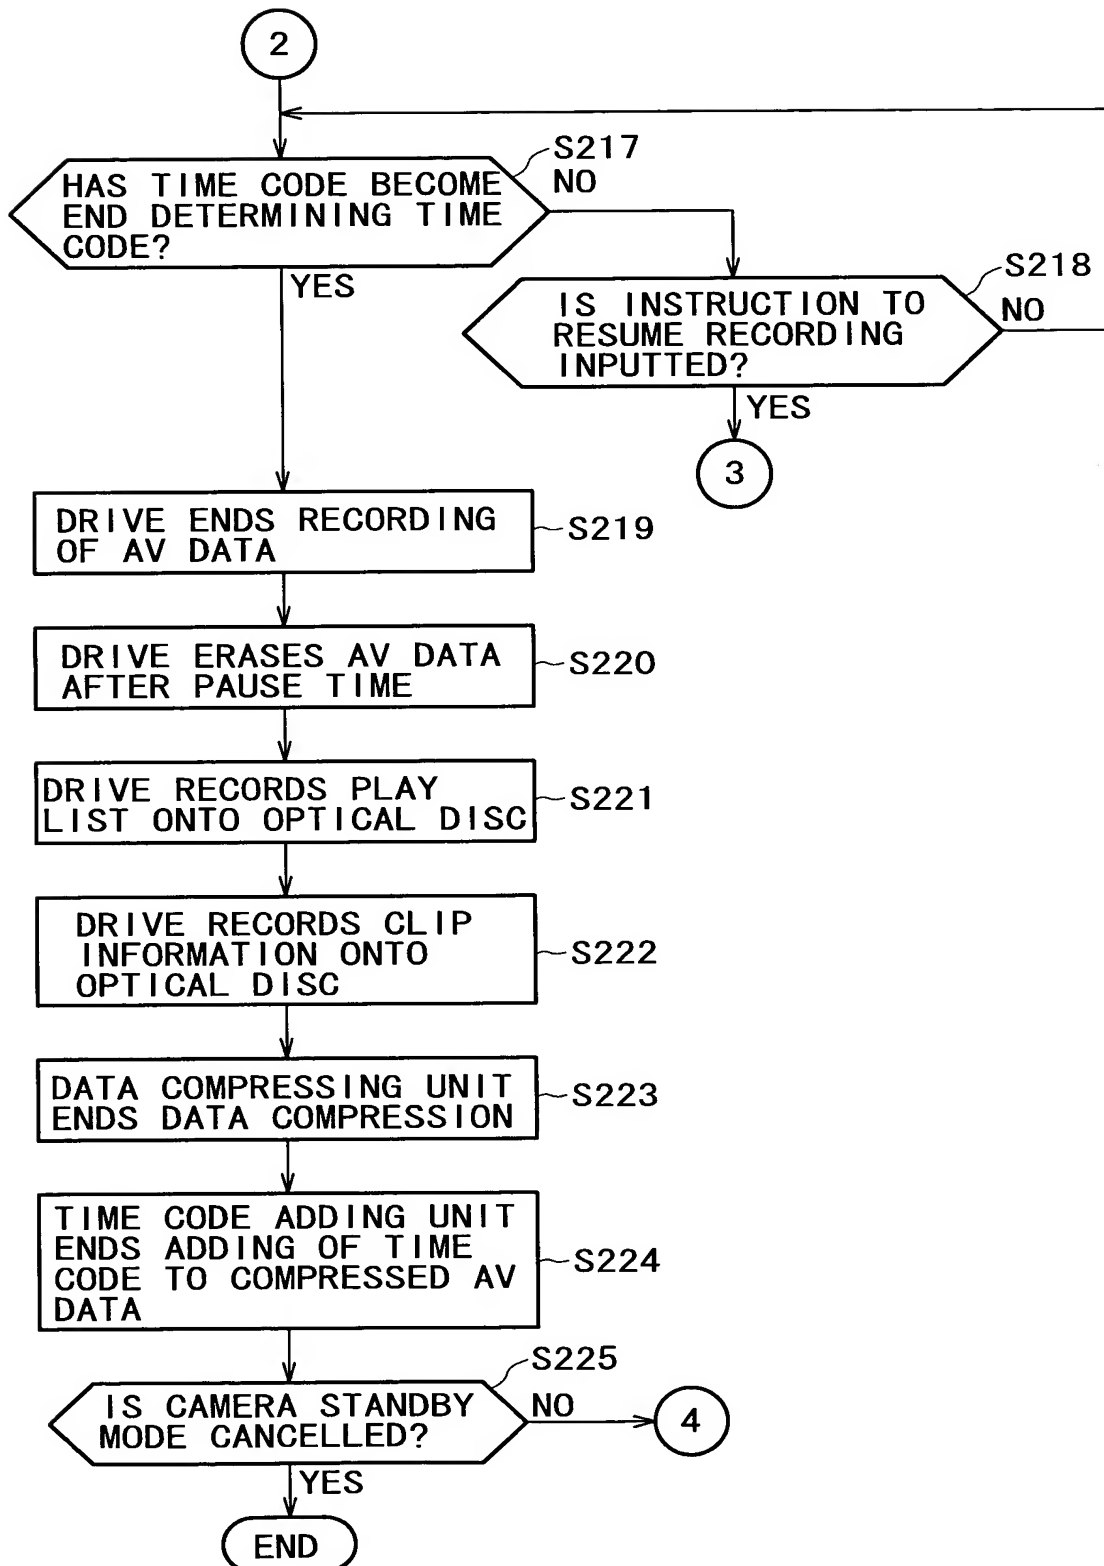 2
S217
HAS TIME CODE BECOME
END DETERMINING TIME
CODE?
NO
YES
S218
IS INSTRUCTION TO
RESUME RECORDING
INPUTTED?
NO
YES
3
DRIVE ENDS RECORDING
OF AV DATA
S219
DRIVE ERASES AV DATA
AFTER PAUSE TIME
S220
DRIVE RECORDS PLAY
LIST ONTO OPTICAL DISC
S221
DRIVE RECORDS CLIP
INFORMATION ONTO
OPTICAL DISC
S222
DATA COMPRESSING UNIT
ENDS DATA COMPRESSION
S223
TIME CODE ADDING UNIT
ENDS ADDING OF TIME
CODE TO COMPRESSED AV
DATA
S224
S225
IS CAMERA STANDBY
MODE CANCELLED?
NO
4
YES
END